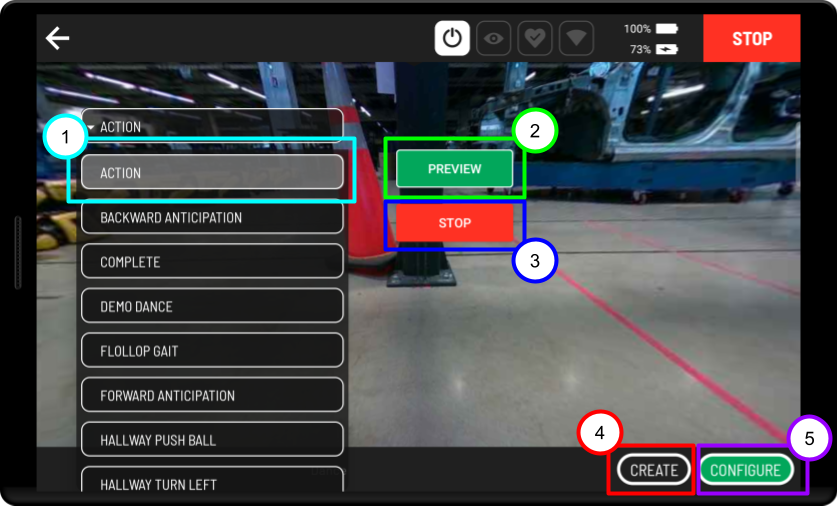 100%
73%
STOP
ACTION
1
ACTION
2
PREVIEW
BACKWARD ANTICIPATION
STOP
3
COMPLETE
DEMO DANCE
FLOLLOP GAIT
FORWARD ANTICIPATION
HALLWAY PUSH BALL
4
5
CREATE
CONFIGURE
HALLWAY TURN LEFT